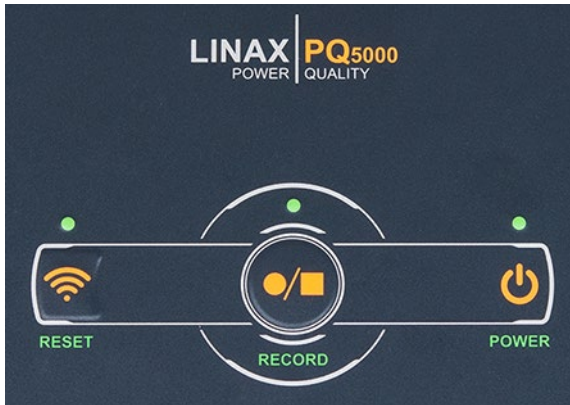 LINAX PQ5000
POWER QUALITY
RESET
RECORD
POWER